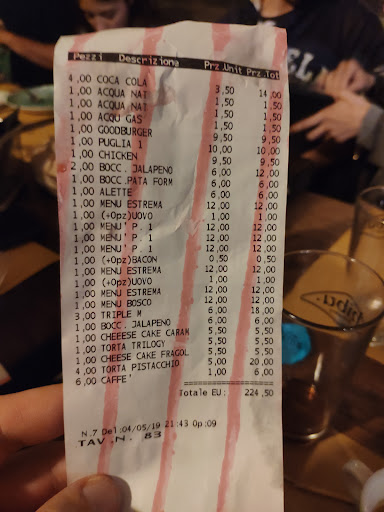 Pezzi Descrizione Prz.Unit Prz.Tot
4,00 COCA COLA 3,50 14,00
1,00 ACQUA NAT 1,50 1,50
1,00 ACQUA NAT 1,50 1,50
1,00 ACQU GAS 1,50 1,50
1,00 GOODBURGER 9,50 9,50
1,00 PUGLIA 1 10,00 10,00
1,00 CHICKEN 9,50 9,50
2,00 BOCC. JALAPENO 6,00 12,00
1,00 BOCC.PATA FORM 6,00 6,00
1,00 ALETTE 6,00 6,00
1,00 MENU ESTREMA 12,00 12,00
1,00 (+Opz)UOVO 1,00 1,00
1,00 MENU' P. 1 12,00 12,00
1,00 MENU' P. 1 12,00 12,00
1,00 MENU' P. 1 12,00 12,00
1,00 (+Opz)BACON 0,50 0,50
1,00 MENU ESTREMA 12,00 12,00
1,00 (+Opz)UOVO 1,00 1,00
1,00 MENU ESTREMA 12,00 12,00
1,00 MENU BOSCO 12,00 12,00
3,00 TRIPLE M 6,00 18,00
1,00 BOCC. JALAPENO 6,00 6,00
1,00 CHEEESE CAKE CARAM 5,50 5,50
1,00 TORTA TRILOGY 5,50 5,50
1,00 CHEESE CAKE FRAGOL 5,50 5,50
4,00 TORTA PISTACCHIO 5,00 20,00
6,00 CAFFE' 1,00 6,00
Totale EU: 224,50
N.7 Del:04/05/19 21:43 Op:09
TAV.N. 83